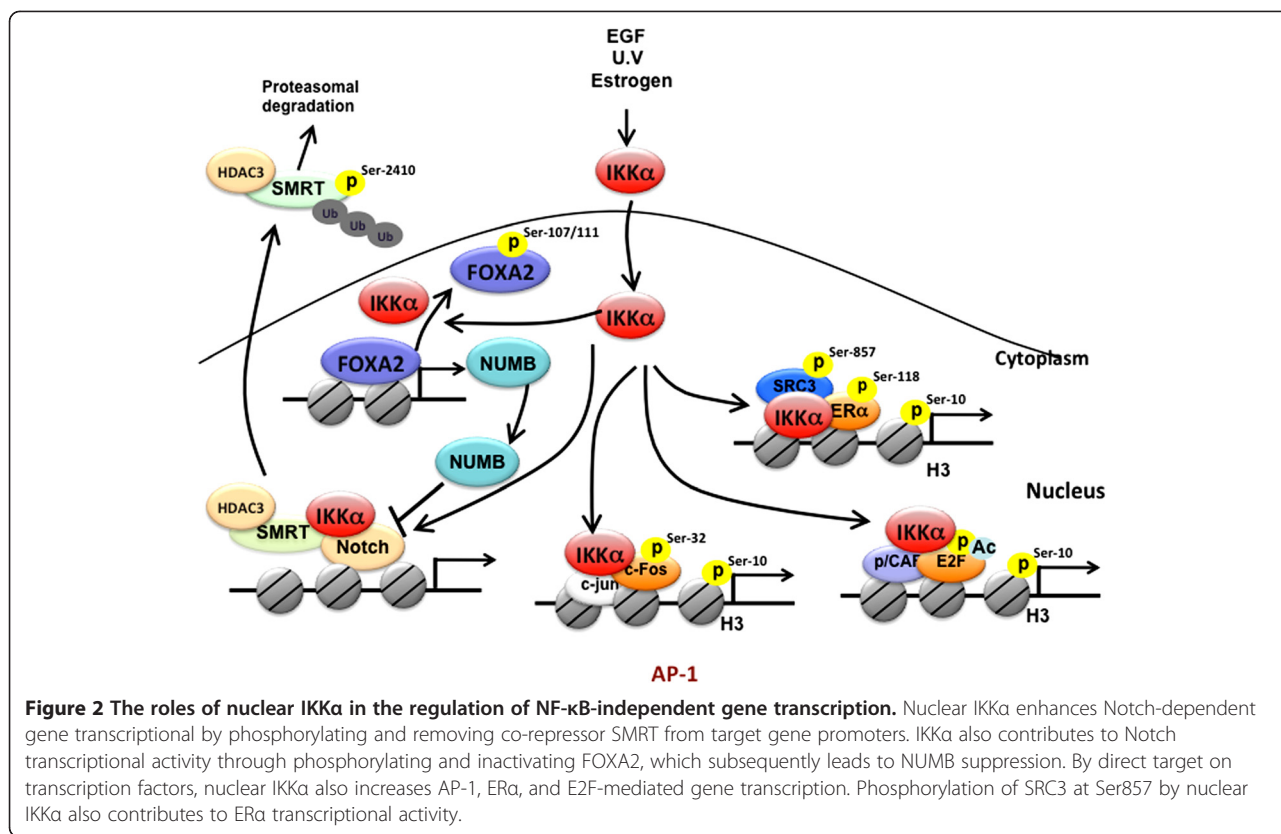 EGF
U.V
Estrogen
Proteasomal
degradation
IKKα
HDAC3
SMRT
p
Ser-2410
Ub
Ub
Ub
p
Ser-107/111
FOXA2
IKKα
IKKα
FOXA2
NUMB
Cytoplasm
p
Ser-857
SRC3
p
Ser-118
IKKα
ERα
p
Ser-10
H3
NUMB
Nucleus
HDAC3
SMRT
IKKα
Notch
IKKα
p
Ser-32
c-Fos
c-jun
p
Ser-10
H3
IKKα
p
Ac
p/CAF
E2F
p
Ser-10
H3
AP-1
Figure 2 The roles of nuclear IKKα in the regulation of NF-κB-independent gene transcription. Nuclear IKKα enhances Notch-dependent
gene transcriptional by phosphorylating and removing co-repressor SMRT from target gene promoters. IKKα also contributes to Notch
transcriptional activity through phosphorylating and inactivating FOXA2, which subsequently leads to NUMB suppression. By direct target on
transcription factors, nuclear IKKα also increases AP-1, ERα, and E2F-mediated gene transcription. Phosphorylation of SRC3 at Ser857 by nuclear
IKKα also contributes to ERα transcriptional activity.